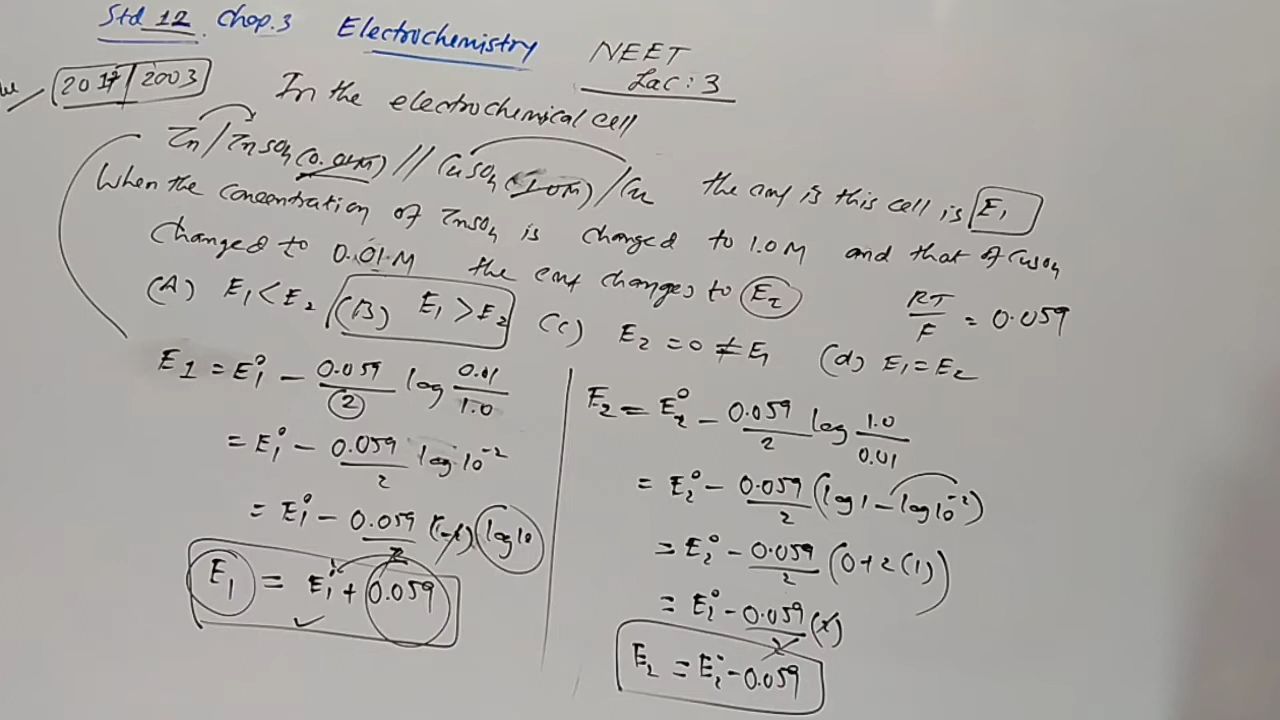 Std 12 Chap.3 Electrochemistry NEET
Lac: 3
2017/2003 In the electrochemical cell
Zn/ZnSO4 (0.01M) // CuSO4 (1.0M) /Cu the emf is this cell is E1
When the concentration of ZnSO4 is changed to 1.0M and that of CuSO4
Changed to 0.01M the emf changes to E2
RT/F = 0.059
(A) E1 < E2 (B) E1 > E2 (C) E2 = 0 ≠ E1 (d) E1 = E2
E1 = E1° - 0.059/2 log 0.01/1.0
= E1° - 0.059/2 log 10⁻²
= E1° - 0.059/2 (-2) log10
E1 = E1° + 0.059
E2 = E2° - 0.059/2 log 1.0/0.01
= E2° - 0.059/2 (log 1 - log 10⁻²)
= E2° - 0.059/2 (0+2(1))
= E2° - 0.059/2 (2)
E2 = E2° - 0.059